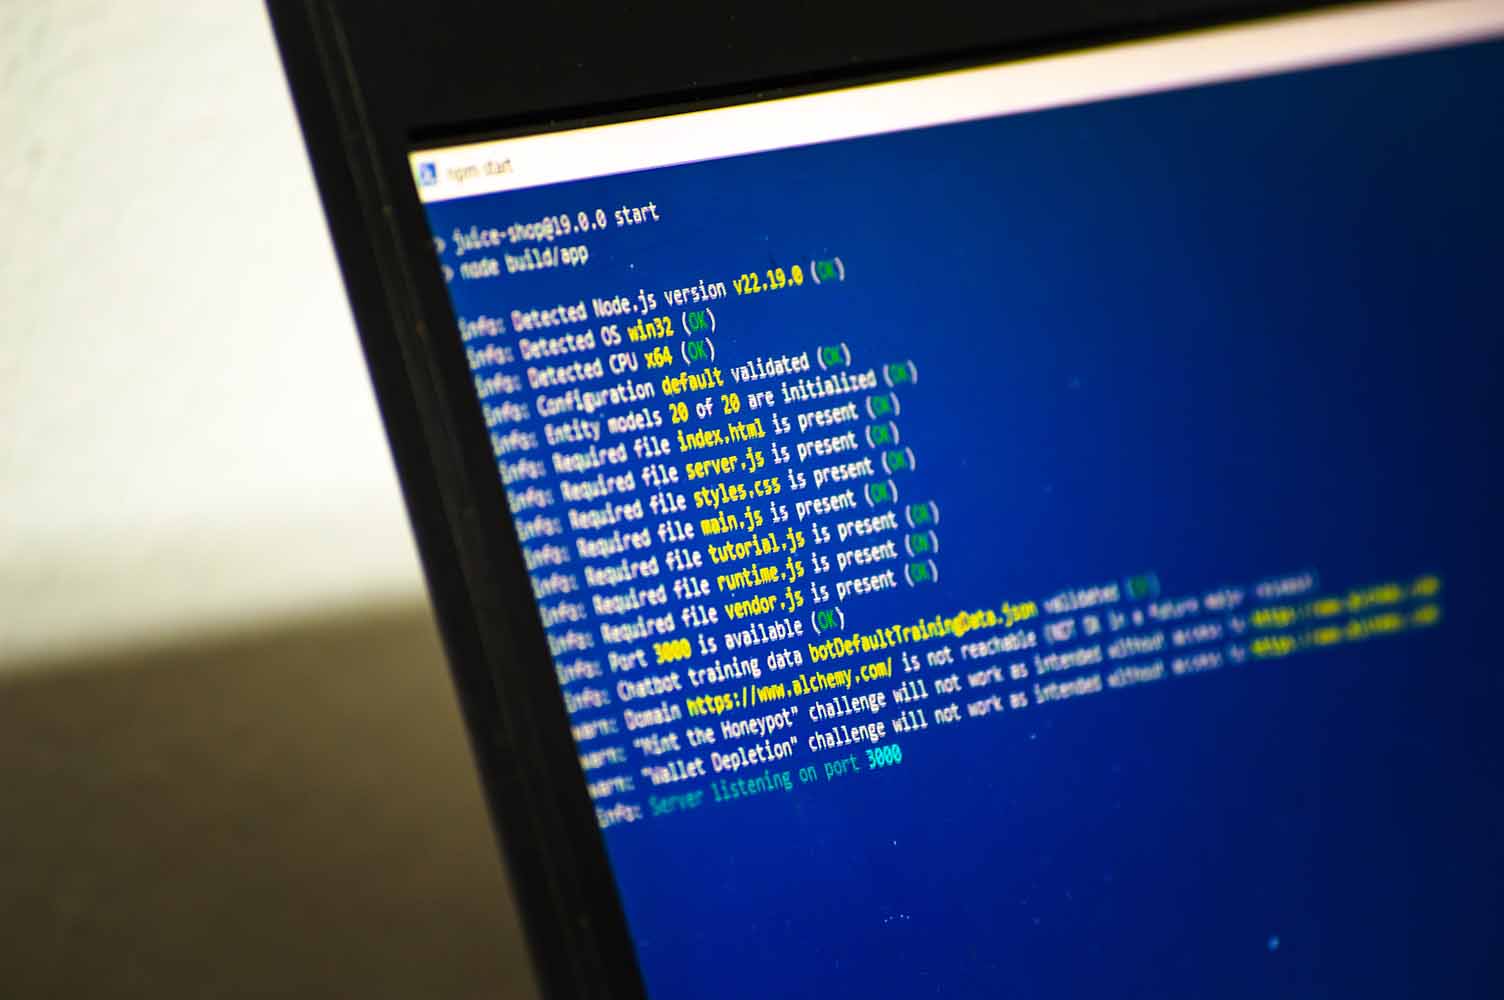 npm start
> juice-shop@19.0.0 start
> node build/app
info: Detected Node.js version v22.19.0 (OK)
info: Detected OS win32 (OK)
info: Detected CPU x64 (OK)
info: Configuration default validated (OK)
info: Entity models 20 of 20 are initialized (OK)
info: Required file index.html is present (OK)
info: Required file server.js is present (OK)
info: Required file styles.css is present (OK)
info: Required file main.js is present (OK)
info: Required file tutorial.js is present (OK)
info: Required file runtime.js is present (OK)
info: Required file vendor.js is present (OK)
info: Port 3000 is available (OK)
info: Chatbot training data botDefaultTrainingData.json validated (OK)
warn: Domain https://www.alchemy.com/ is not reachable (NOT OK in a future major release)
warn: "Mint the Honeypot" challenge will not work as intended without access to https://www.alchemy.com
warn: "Wallet Depletion" challenge will not work as intended without access to https://www.alchemy.com
info: Server listening on port 3000